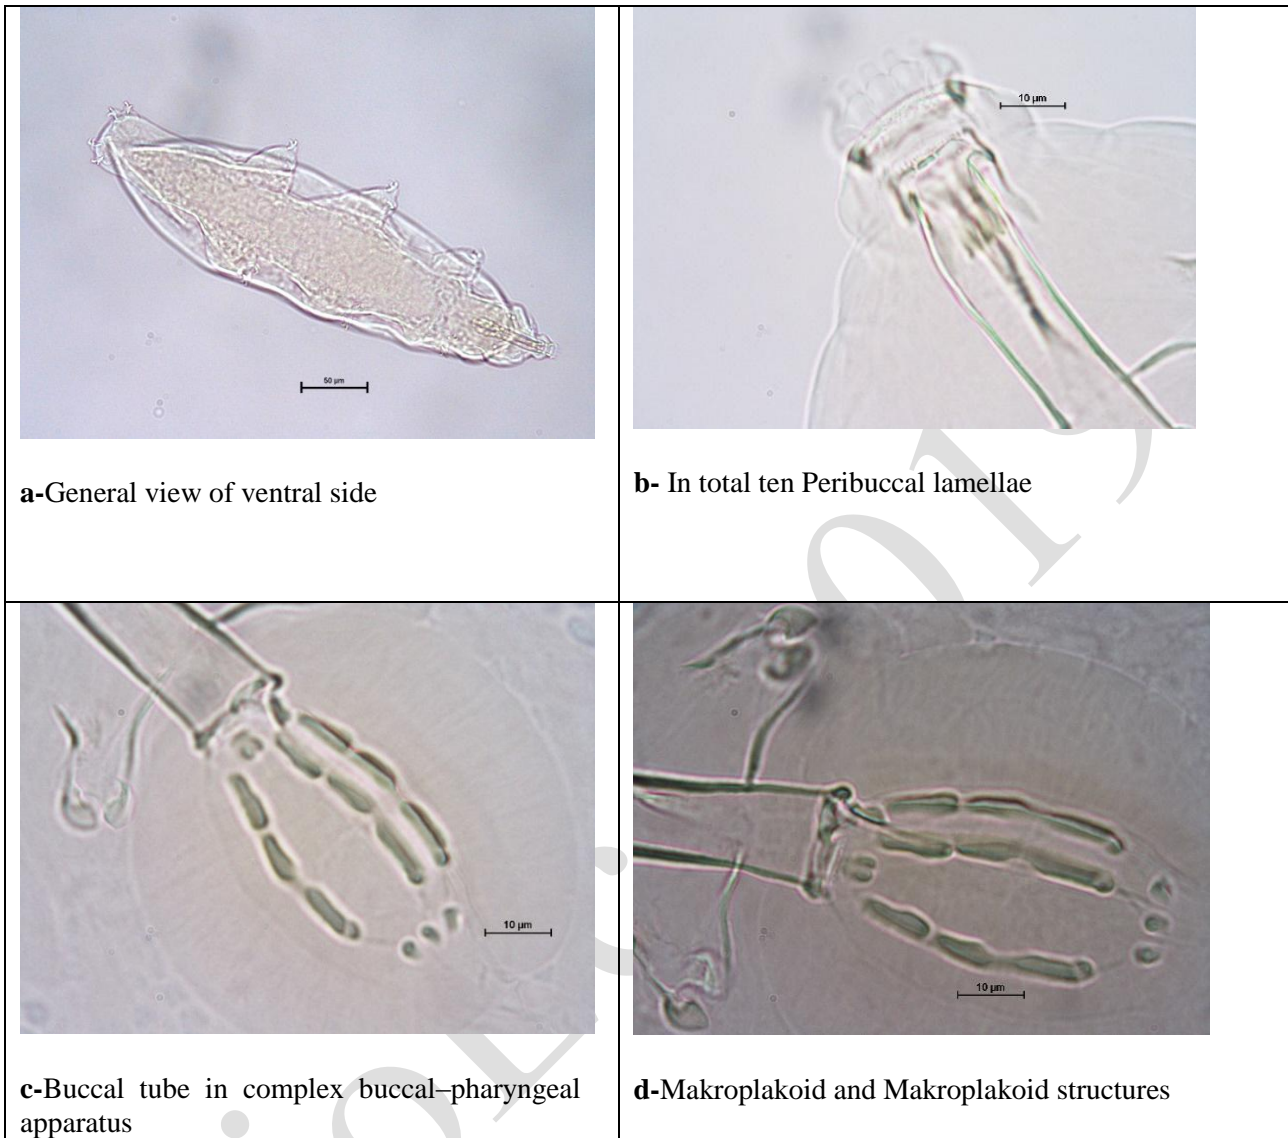 50 µm
10 µm
a-General view of ventral side
b- In total ten Peribuccal lamellae
10 µm
10 µm
c-Buccal tube in complex buccal–pharyngeal
apparatus
d-Makroplakoid and Makroplakoid structures